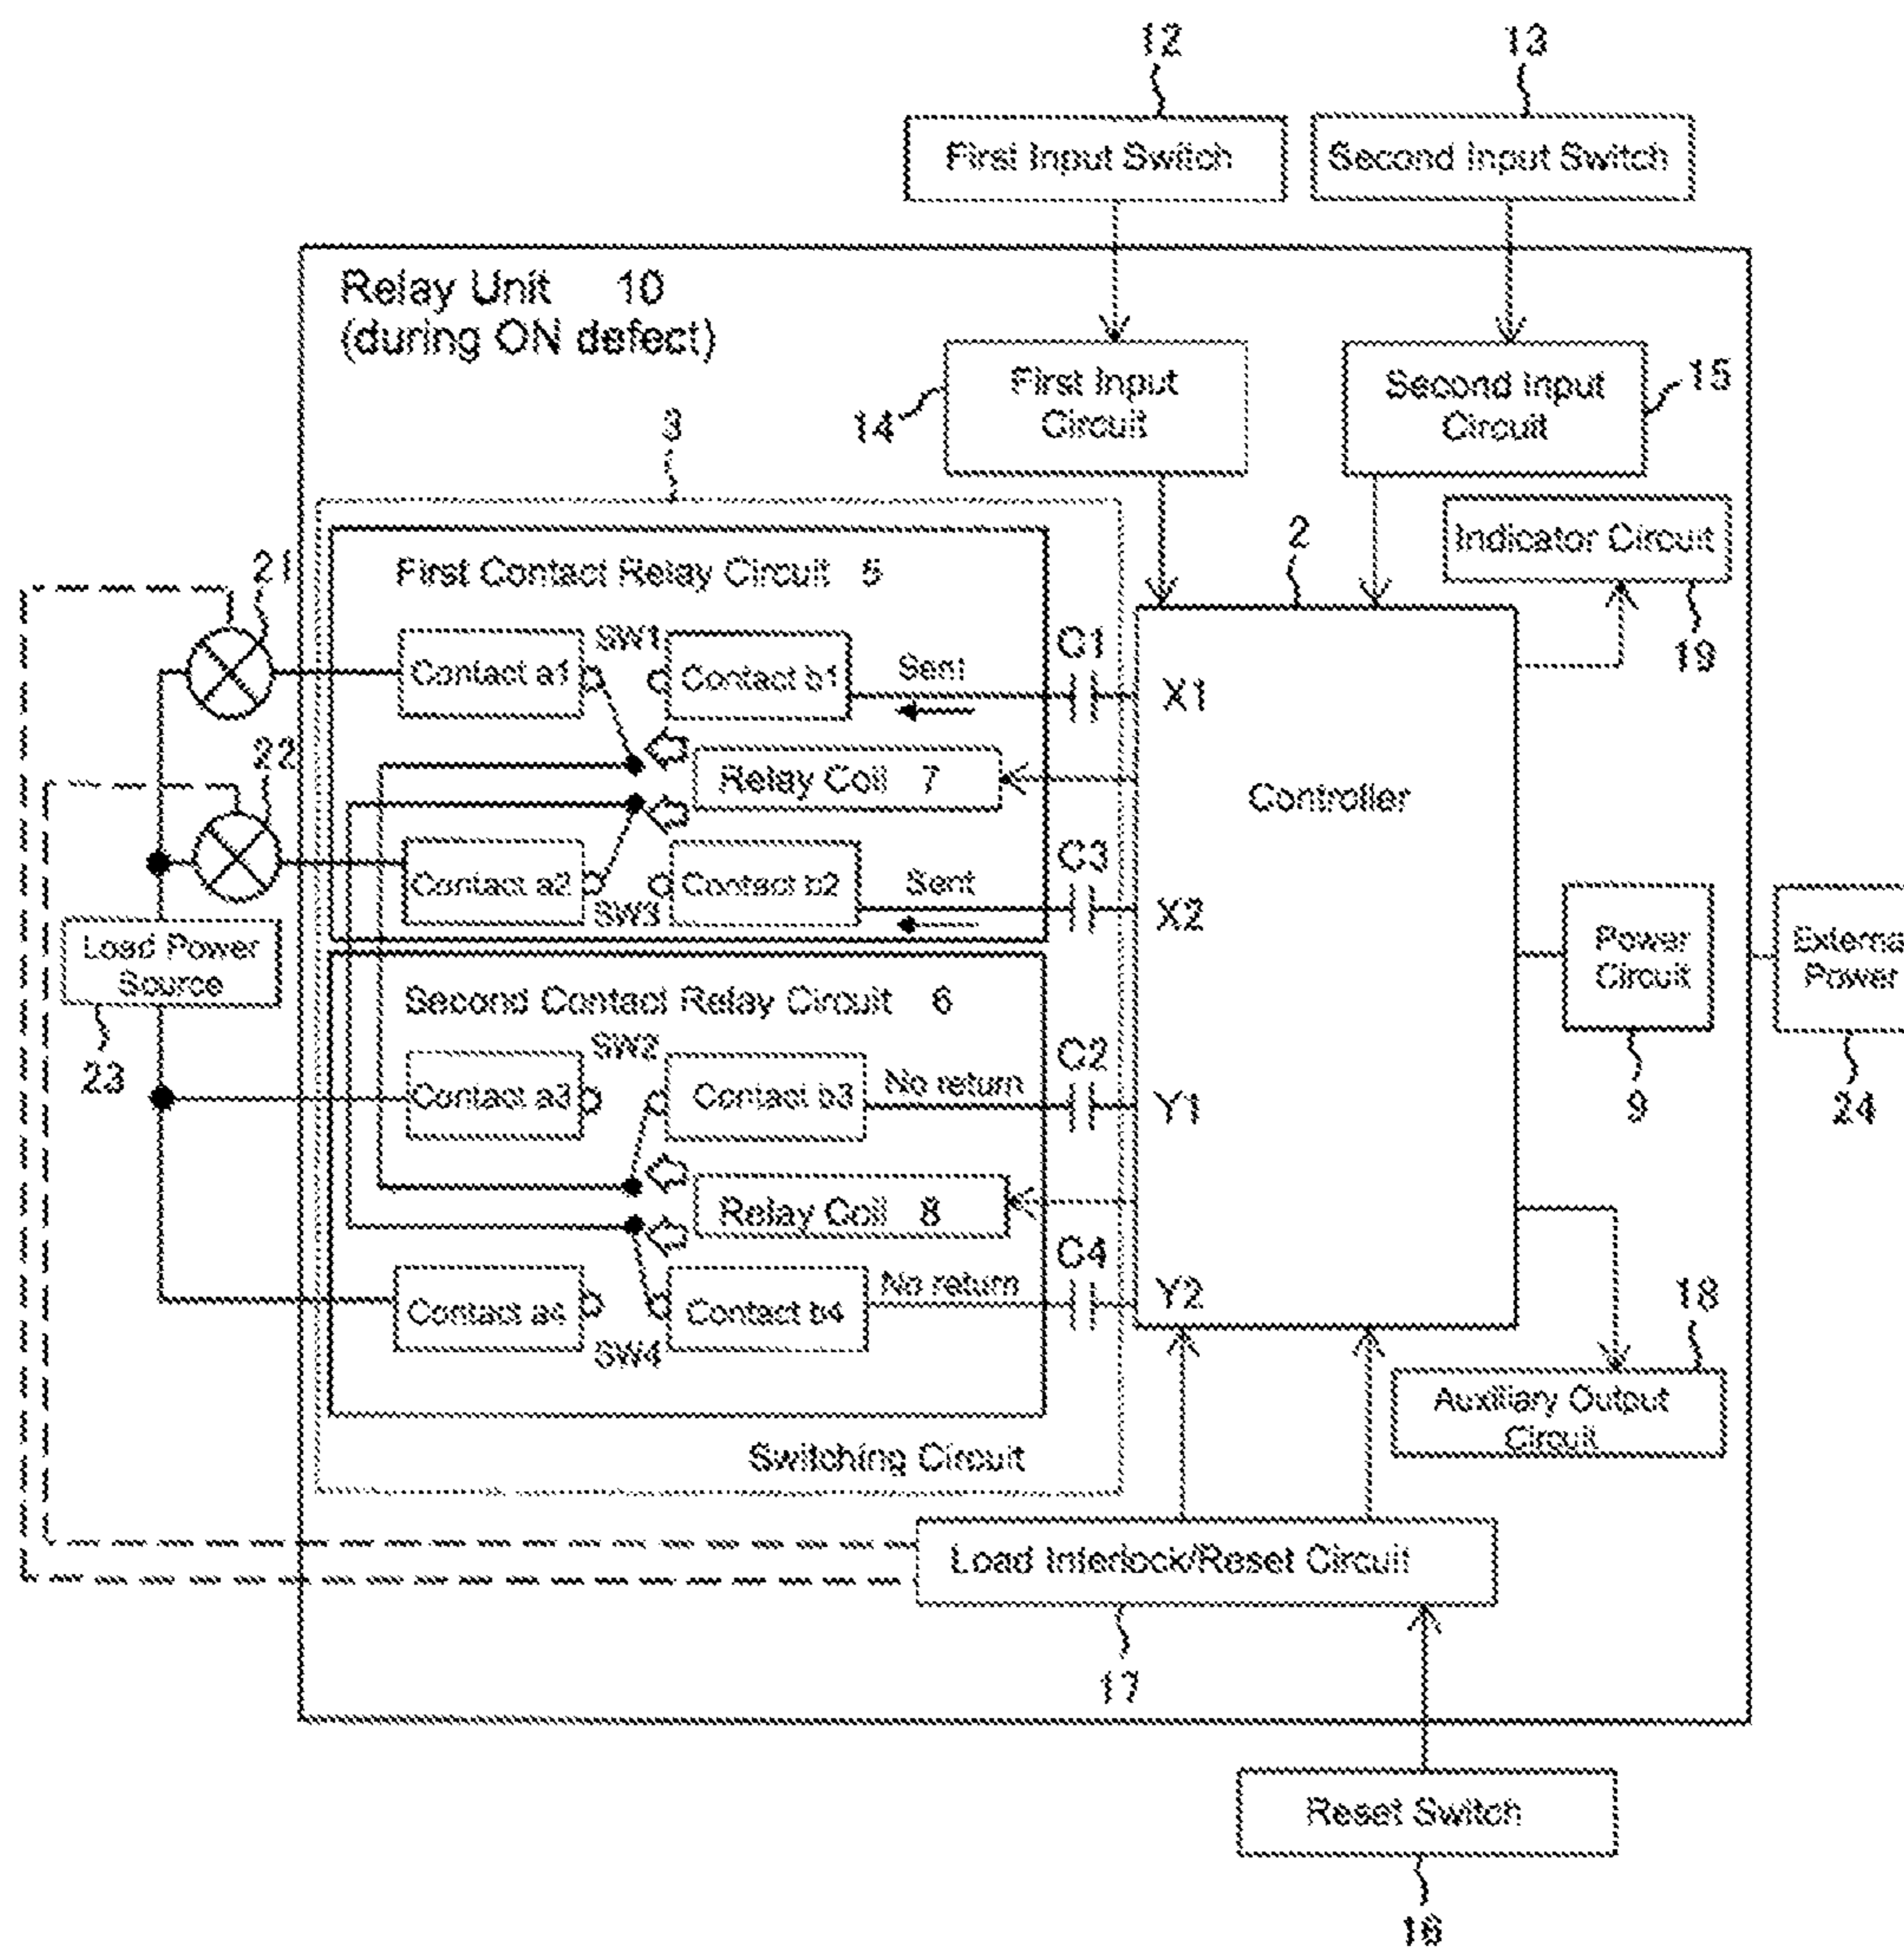 12
13
First Input Switch
Second Input Switch
Relay Unit 10
(during ON defect)
14
First Input
Circuit
Second Input
Circuit
15
3
2
Indicator Circuit
19
21
First Contact Relay Circuit 5
Contact a1
SW1
Contact b1
Sent
C1
X1
22
Relay Coil 7
Controller
Contact a2
SW3
Contact b2
Sent
C3
X2
Load Power
Source
23
Power
Circuit
9
External
Power
24
Second Contact Relay Circuit 6
SW2
Contact a3
Contact b3
No return
C2
Y1
Relay Coil 8
Contact a4
SW4
Contact b4
No return
C4
Y2
18
Auxiliary Output
Circuit
Switching Circuit
Load Interlock/Reset Circuit
17
Reset Switch
16